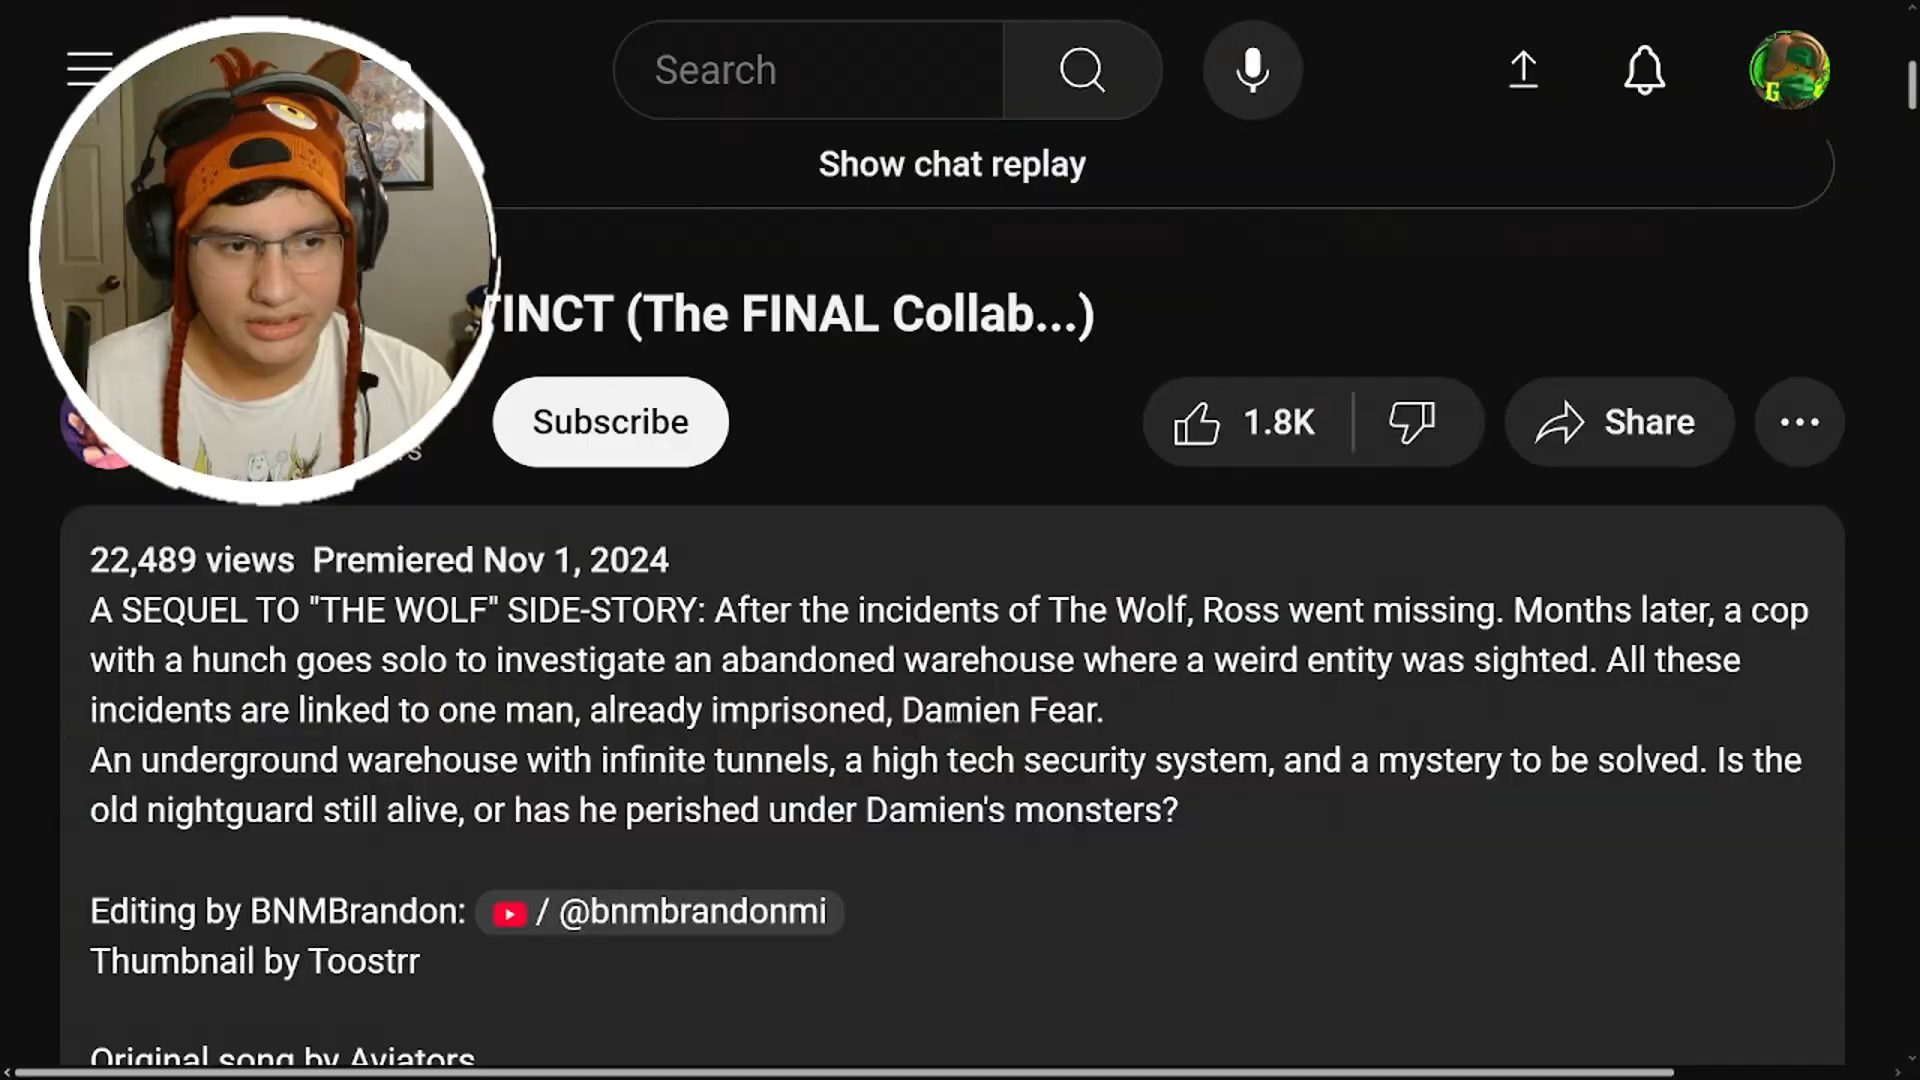 Search
Show chat replay
TINCT (The FINAL Collab...)
Subscribe
1.8K
Share
22,489 views Premiered Nov 1, 2024
A SEQUEL TO "THE WOLF" SIDE-STORY: After the incidents of The Wolf, Ross went missing. Months later, a cop
with a hunch goes solo to investigate an abandoned warehouse where a weird entity was sighted. All these
incidents are linked to one man, already imprisoned, Damien Fear.
An underground warehouse with infinite tunnels, a high tech security system, and a mystery to be solved. Is the
old nightguard still alive, or has he perished under Damien's monsters?
Editing by BNMBrandon: / @bnmbrandonmi
Thumbnail by Toostrr
Original song by Aviators